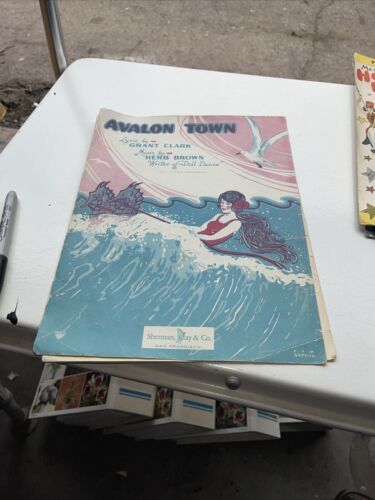 AVALON TOWN
Lyric by
GRANT CLARK
Music by
HERB BROWN
Writer of "Doll Dance"
Sherman, Clay & Co.
SAN FRANCISCO